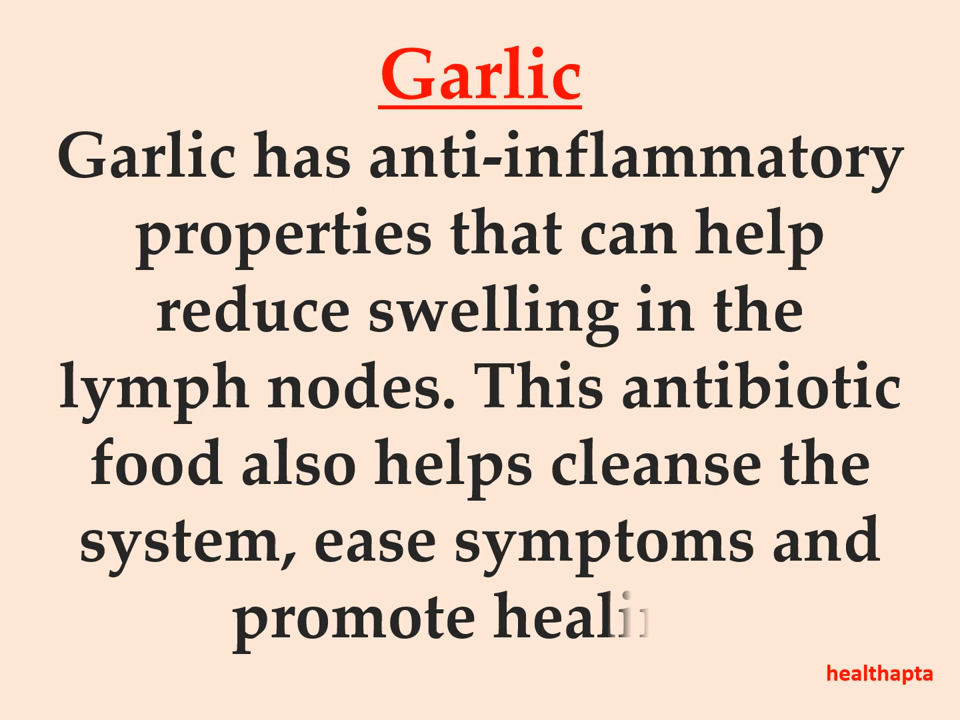 Garlic
Garlic has anti-inflammatory
properties that can help
reduce swelling in the
lymph nodes. This antibiotic
food also helps cleanse the
system, ease symptoms and
promote
healthapta